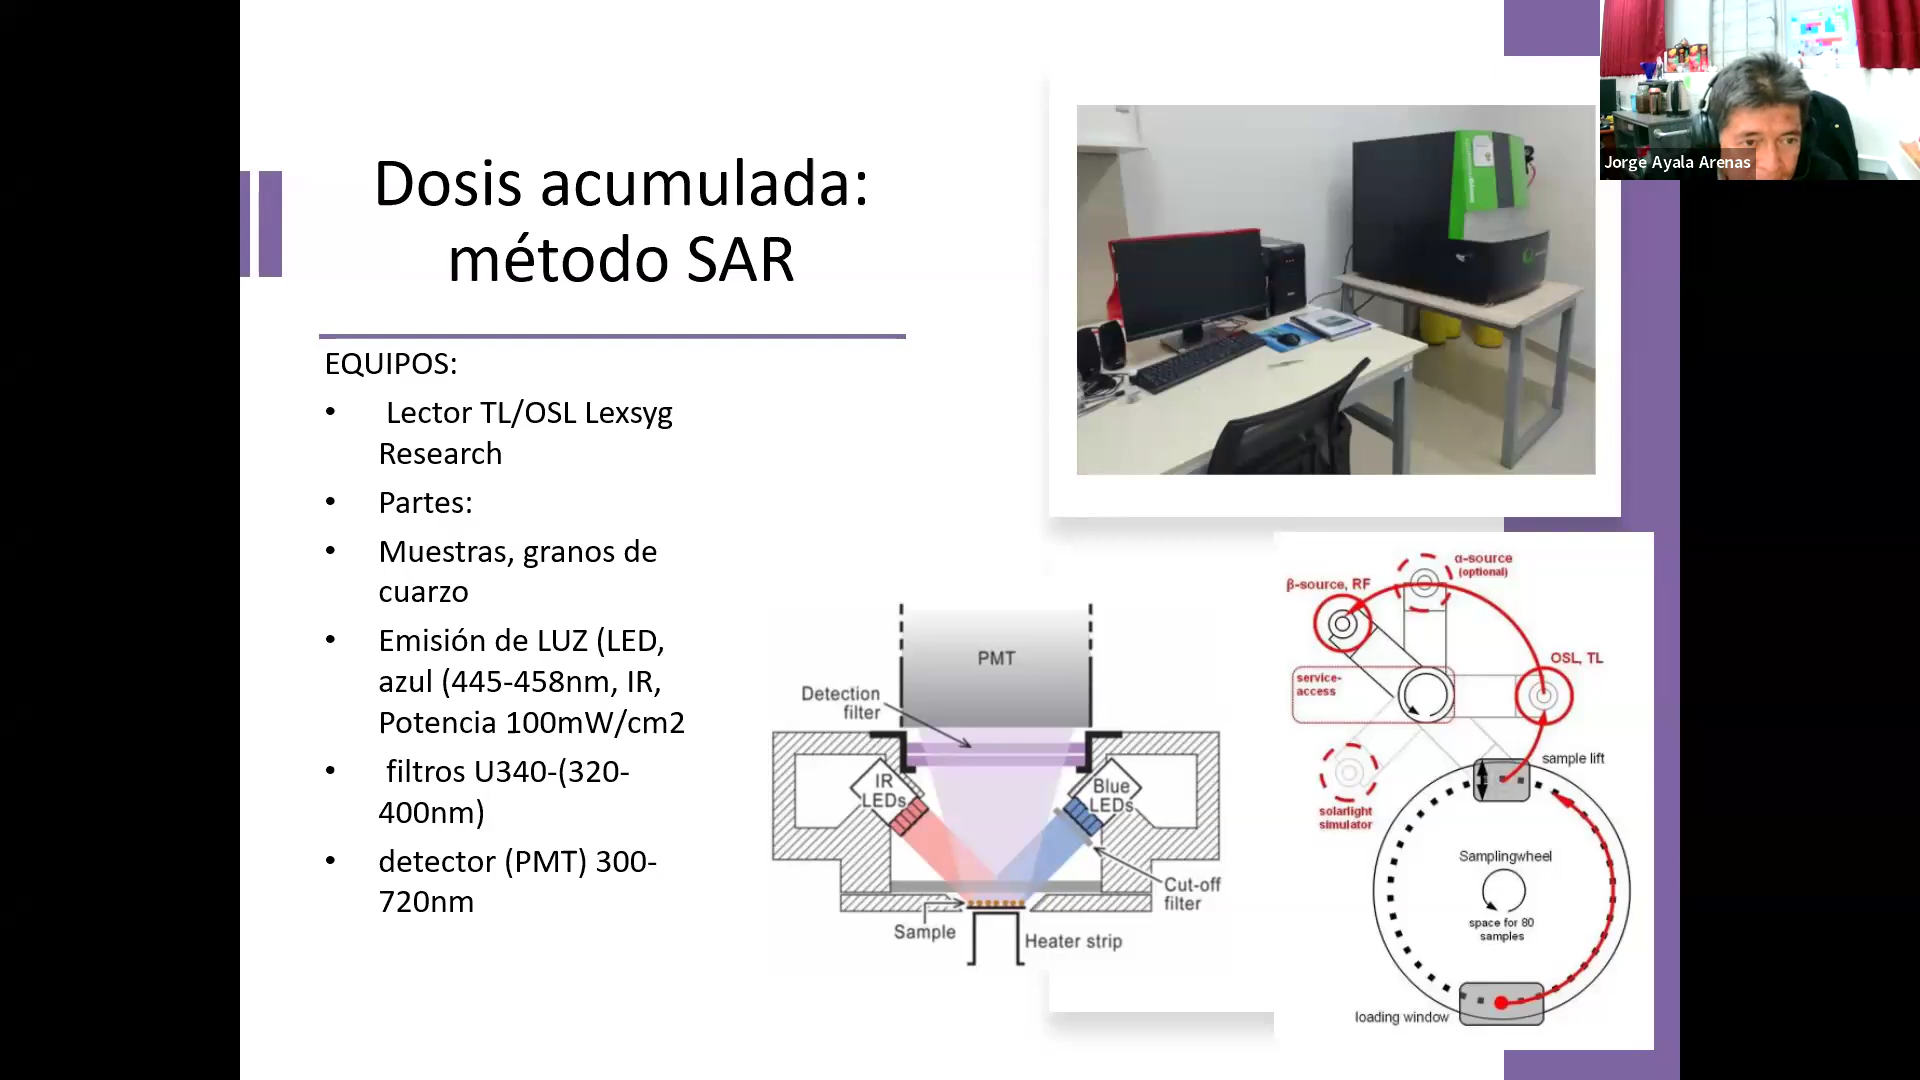 Dosis acumulada:
método SAR
EQUIPOS:
• Lector TL/OSL Lexsyg
Research
• Partes:
• Muestras, granos de
cuarzo
• Emisión de LUZ (LED,
azul (445-458nm, IR,
Potencia 100mW/cm2
• filtros U340-(320-
400nm)
• detector (PMT) 300-
720nm
PMT
Detection
filter
IR
LEDs
Blue
LEDs
Cut-off
filter
Sample
Heater strip
α-source
(optional)
β-source, RF
OSL, TL
service-
access
sample lift
solarlight
simulator
Samplingwheel
space for 80
samples
loading window
Jorge Ayala Arenas